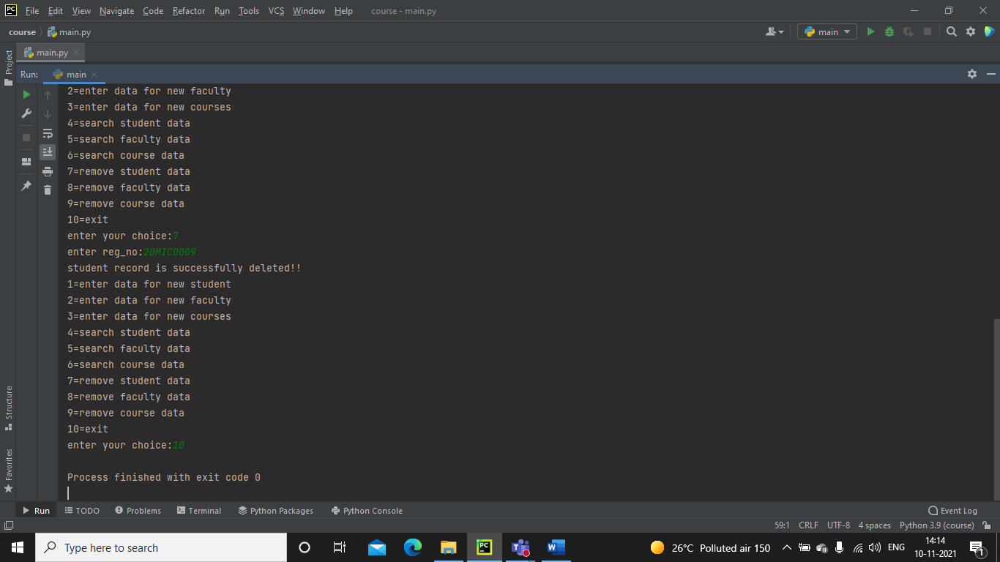 PC File Edit View Navigate Code Refactor Run Tools VCS Window Help course - main.py
course main.py main
Project
main.py
Run: main
2=enter data for new faculty
3=enter data for new courses
4=search student data
5=search faculty data
6=search course data
7=remove student data
8=remove faculty data
9=remove course data
10=exit
enter your choice:7
enter reg_no:20MIC0009
student record is successfully deleted!!
1=enter data for new student
2=enter data for new faculty
3=enter data for new courses
4=search student data
5=search faculty data
6=search course data
7=remove student data
8=remove faculty data
9=remove course data
10=exit
enter your choice:10
Process finished with exit code 0
Structure
Favorites
Run TODO Problems Terminal Python Packages Python Console Event Log
59:1 CRLF UTF-8 4 spaces Python 3.9 (course)
Type here to search PC W 26°C Polluted air 150 ENG 14:14
10-11-2021 1